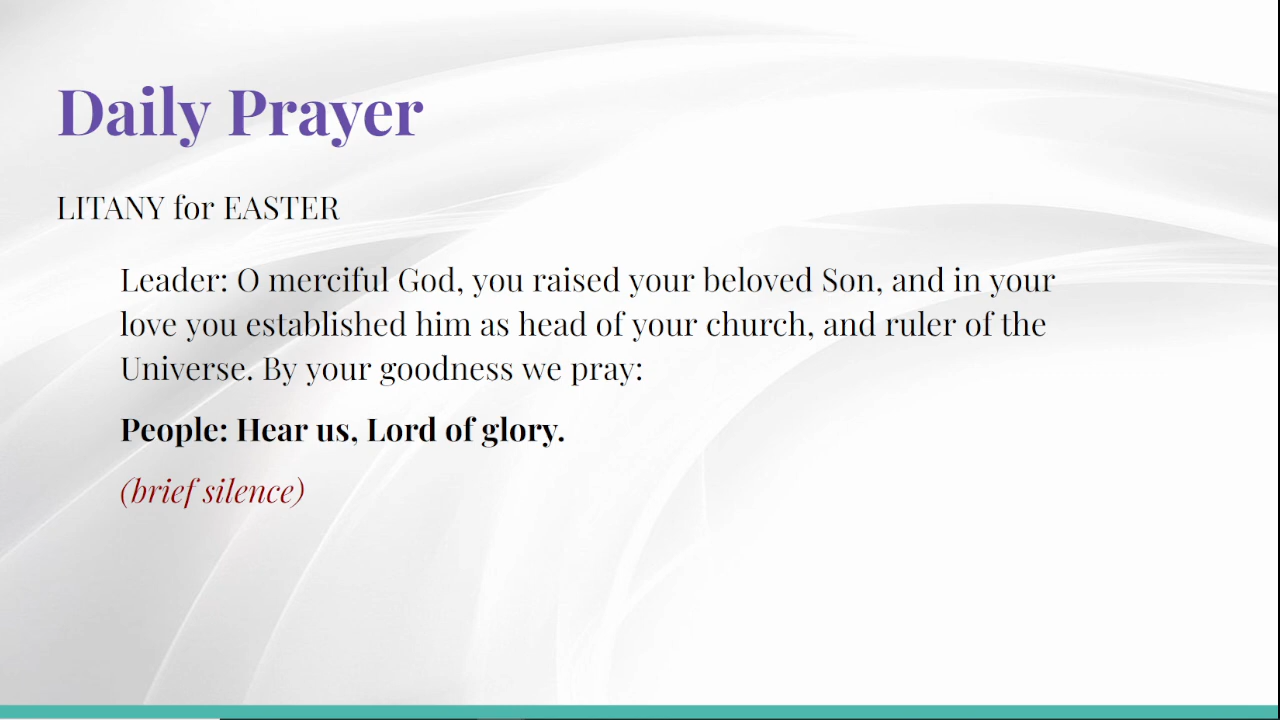 Daily Prayer
LITANY for EASTER
Leader: O merciful God, you raised your beloved Son, and in your
love you established him as head of your church, and ruler of the
Universe. By your goodness we pray:
People: Hear us, Lord of glory.
(brief silence)